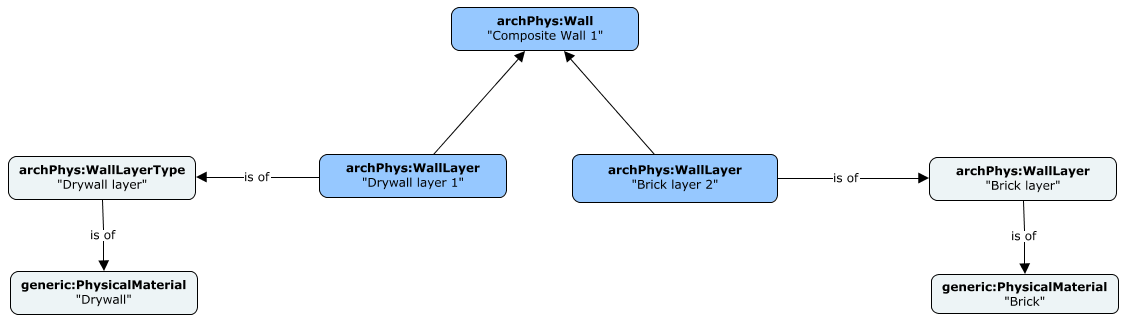 archPhys:Wall
"Composite Wall 1"
archPhys:WallLayerType
"Drywall layer"
is of
archPhys:WallLayer
"Drywall layer 1"
archPhys:WallLayer
"Brick layer 2"
is of
archPhys:WallLayer
"Brick layer"
is of
is of
generic:PhysicalMaterial
"Drywall"
generic:PhysicalMaterial
"Brick"